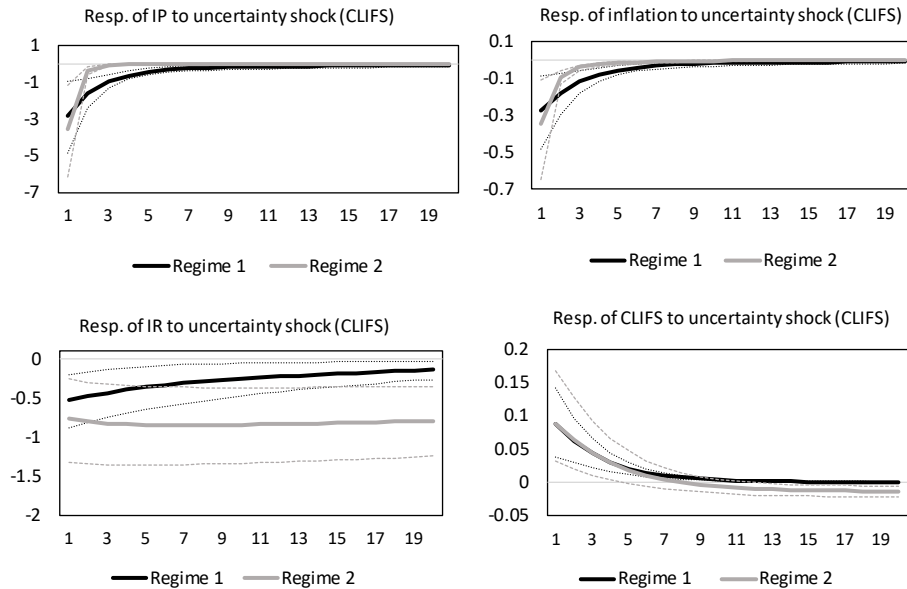 Resp. of IP to uncertainty shock (CLIFS)
1
-1
-3
-5
-7
1 3 5 7 9 11 13 15 17 19
Regime 1 Regime 2
Resp. of inflation to uncertainty shock (CLIFS)
0.1
-0.1
-0.3
-0.5
-0.7
1 3 5 7 9 11 13 15 17 19
Regime 1 Regime 2
Resp. of IR to uncertainty shock (CLIFS)
0
-0.5
-1
-1.5
-2
1 3 5 7 9 11 13 15 17 19
Regime 1 Regime 2
Resp. of CLIFS to uncertainty shock (CLIFS)
0.2
0.15
0.1
0.05
0
-0.05
1 3 5 7 9 11 13 15 17 19
Regime 1 Regime 2